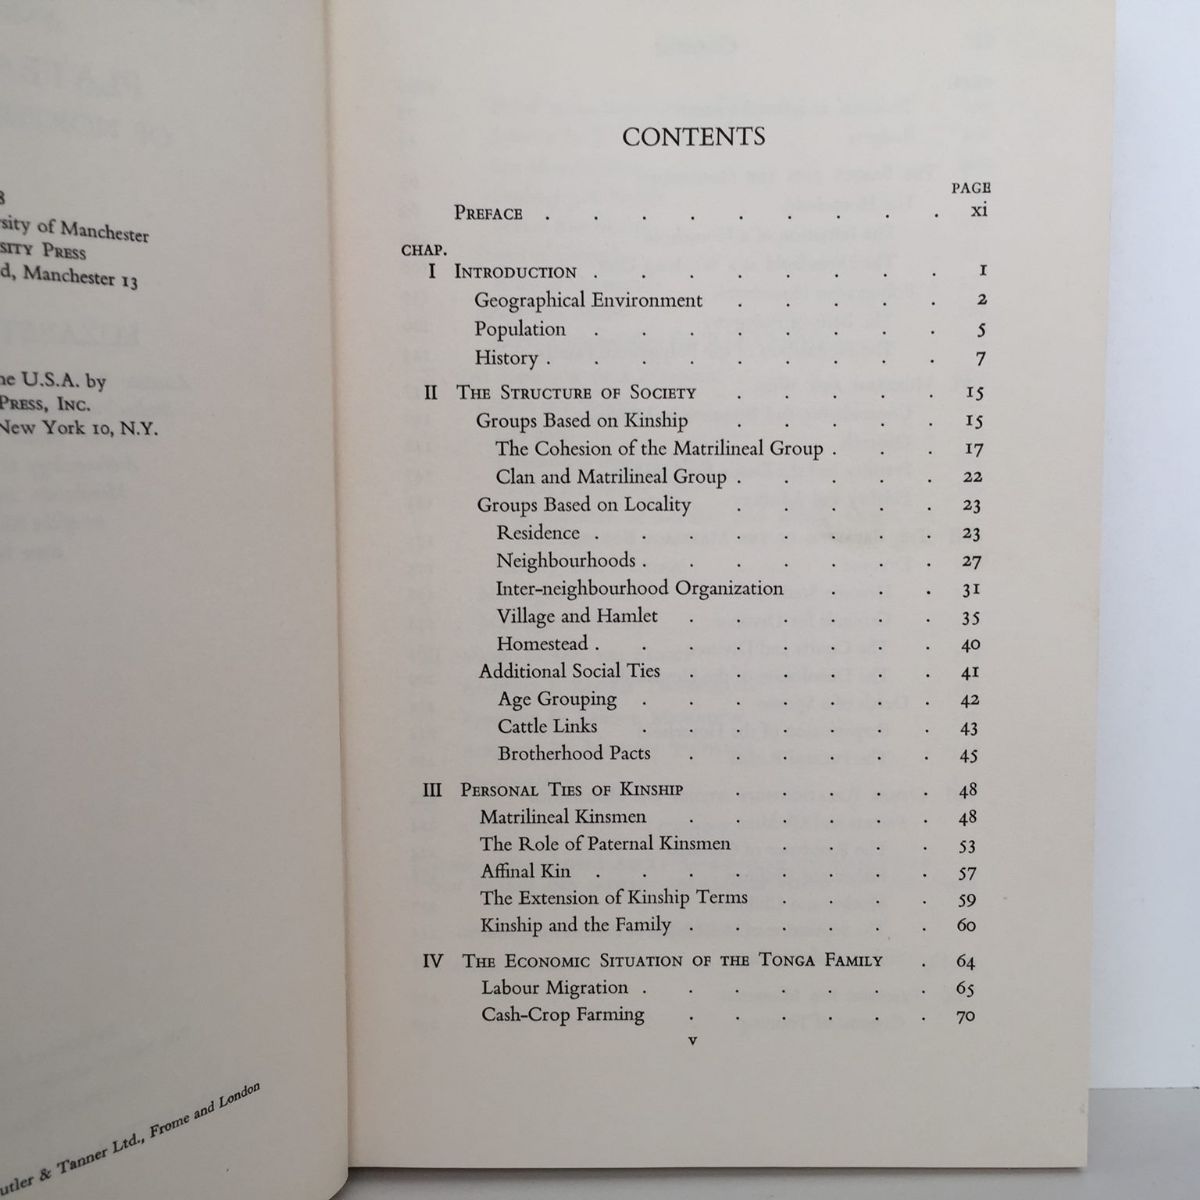 8
sity of Manchester
SITY PRESS
d, Manchester 13
he U.S.A. by
PRESS, INC.
New York 10, N.Y.
utler & Tanner Ltd., Frome and London
CONTENTS
PAGE
PREFACE . . . . . . . . . xi
CHAP.
I INTRODUCTION . . . . . . . . 1
Geographical Environment . . . . . 2
Population . . . . . . . . 5
History . . . . . . . . . 7
II THE STRUCTURE OF SOCIETY . . . . . 15
Groups Based on Kinship . . . . . 15
The Cohesion of the Matrilineal Group . . . 17
Clan and Matrilineal Group . . . . . 22
Groups Based on Locality . . . . . 23
Residence . . . . . . . . 23
Neighbourhoods . . . . . . . 27
Inter-neighbourhood Organization . . . 31
Village and Hamlet . . . . . . 35
Homestead . . . . . . . . 40
Additional Social Ties . . . . . . 41
Age Grouping . . . . . . . 42
Cattle Links . . . . . . . 43
Brotherhood Pacts . . . . . . 45
III PERSONAL TIES OF KINSHIP . . . . . 48
Matrilineal Kinsmen . . . . . . 48
The Role of Paternal Kinsmen . . . . 53
Affinal Kin . . . . . . . . 57
The Extension of Kinship Terms . . . . 59
Kinship and the Family . . . . . . 60
IV THE ECONOMIC SITUATION OF THE TONGA FAMILY . 64
Labour Migration . . . . . . . 65
Cash-Crop Farming . . . . . . 70
v